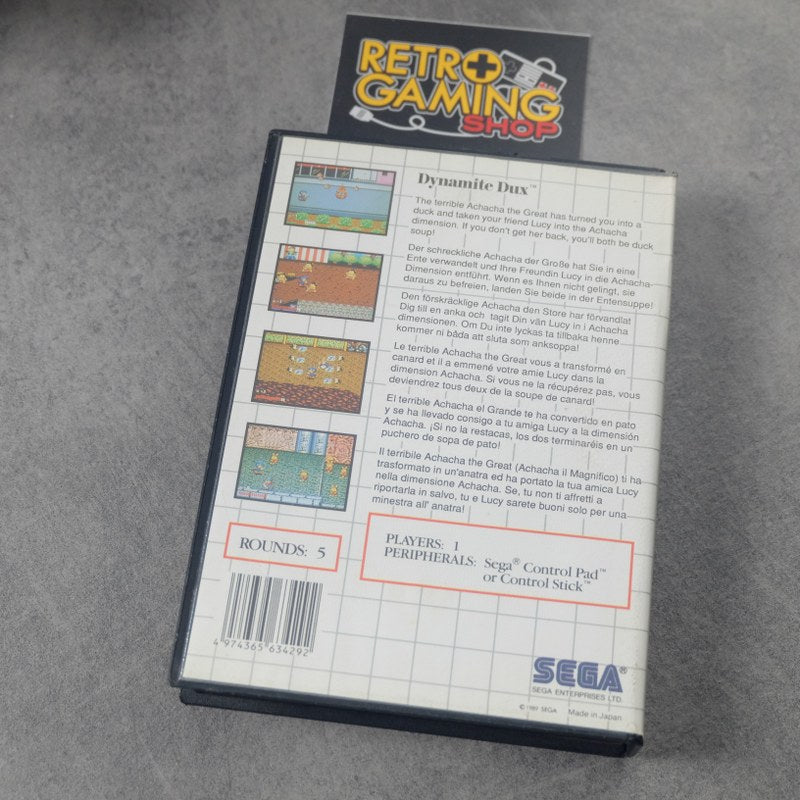 RETRO
GAMING
SHOP
Dynamite Dux™
The terrible Achacha the Great has turned you into a
duck and taken your friend Lucy into the Achacha
dimension. If you don't get her back, you'll both be duck
soup!
Der schreckliche Achacha der Große hat Sie in eine
Ente verwandelt und Ihre Freundin Lucy in die Achacha-
Dimension entführt. Wenn es Ihnen nicht gelingt, sie
daraus zu befreien, landen Sie beide in der Entensuppe!
Den förskräcklige Achacha den Store har förvandlat
Dig till en anka och tagit Din vän Lucy in i Achacha
dimensionen. Om Du inte lyckas ta tillbaka henne
kommer ni båda att sluta som anksoppa!
Le terrible Achacha the Great vous a transformé en
canard et il a emmené votre amie Lucy dans la
dimension Achacha. Si vous ne la récupérez pas, vous
deviendrez tous deux de la soupe de canard!
El terrible Achacha el Grande te ha convertido en pato
y se ha llevado consigo a tu amiga Lucy a la dimensión
Achacha. ¡Si no la restacas, los dos terminaréis en un
puchero de sopa de pato!
Il terribile Achacha the Great (Achacha il Magnifico) ti ha
trasformato in un'anatra ed ha portato la tua amica Lucy
nella dimensione Achacha. Se, tu non ti affretti a
riportarla in salvo, tu e Lucy sarete buoni solo per una
minestra all' anatra!
ROUNDS: 5
PLAYERS: 1
PERIPHERALS: Sega® Control Pad™
or Control Stick™
4 974365 634292
SEGA®
SEGA ENTERPRISES LTD.
© 1989 SEGA Made in Japan